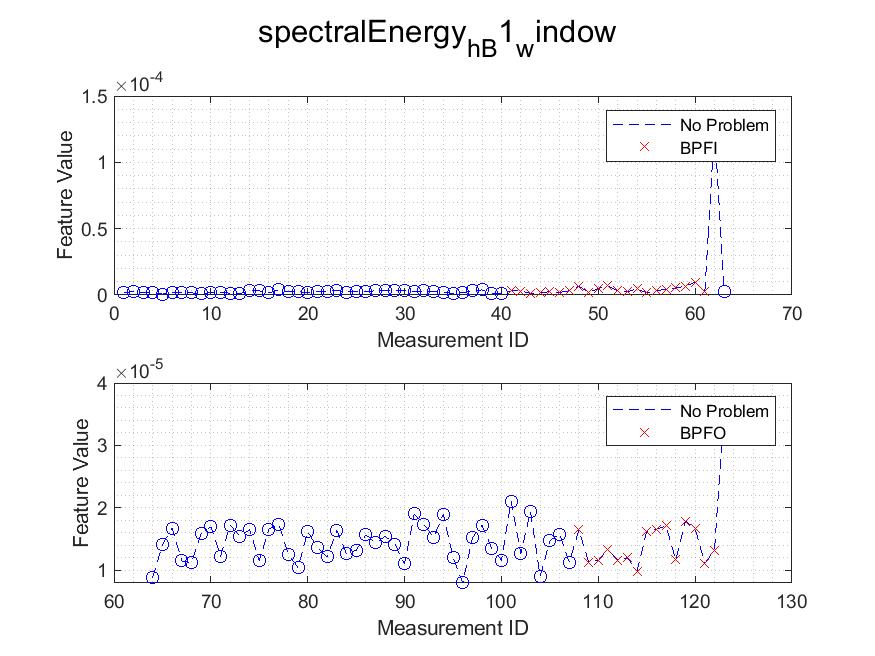 spectralEnergy_hB1_window
×10^-4
1.5
1
0.5
0
Feature Value
No Problem
BPFI
0 10 20 30 40 50 60 70
Measurement ID
×10^-5
4
3
2
1
Feature Value
No Problem
BPFO
60 70 80 90 100 110 120 130
Measurement ID